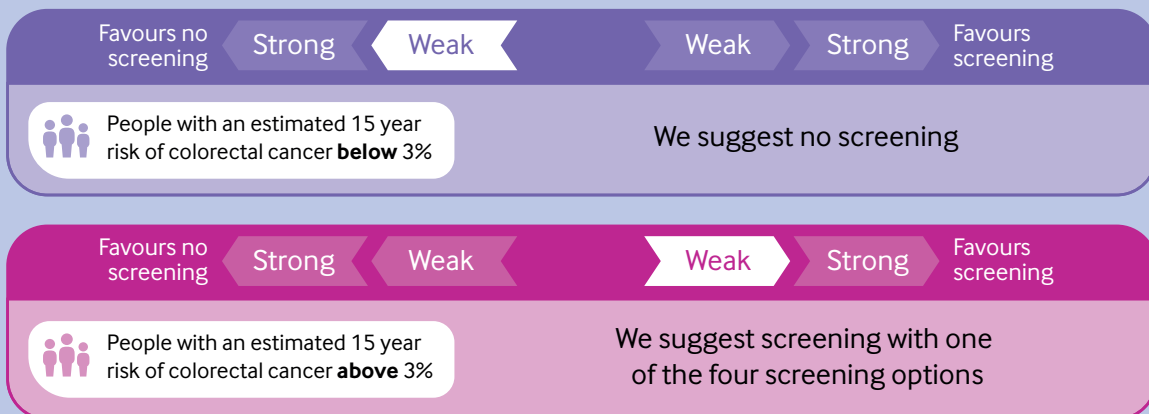 Favours no
screening
Strong
Weak
Weak
Strong
Favours
screening
People with an estimated 15 year
risk of colorectal cancer below 3%
We suggest no screening
Favours no
screening
Strong
Weak
Weak
Strong
Favours
screening
People with an estimated 15 year
risk of colorectal cancer above 3%
We suggest screening with one
of the four screening options